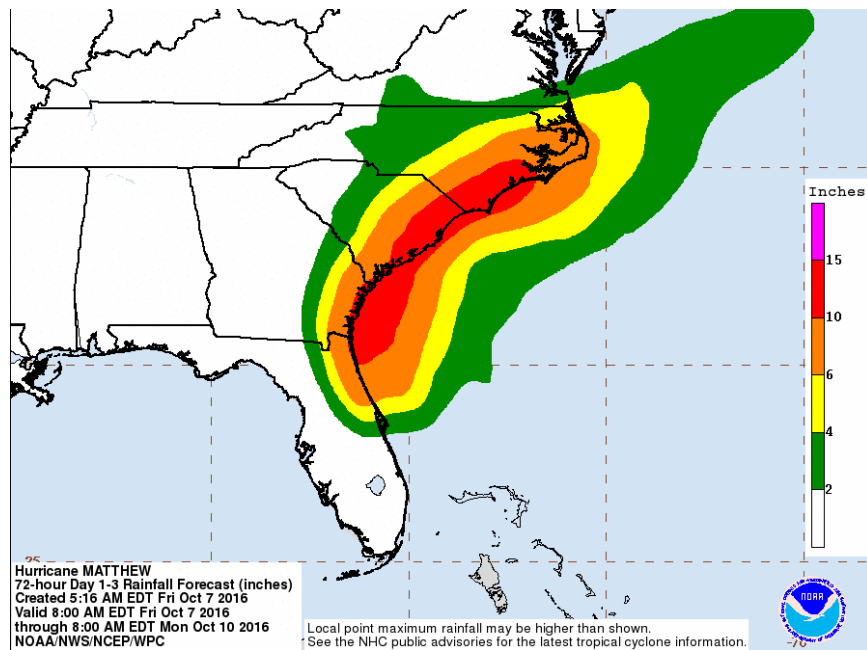 Inches
15
10
6
4
2
25
-70
Hurricane MATTHEW
72-hour Day 1-3 Rainfall Forecast (inches)
Created 5:16 AM EDT Fri Oct 7 2016
Valid 8:00 AM EDT Fri Oct 7 2016
through 8:00 AM EDT Mon Oct 10 2016
NOAA/NWS/NCEP/WPC
Local point maximum rainfall may be higher than shown.
See the NHC public advisories for the latest tropical cyclone information.
NOAA